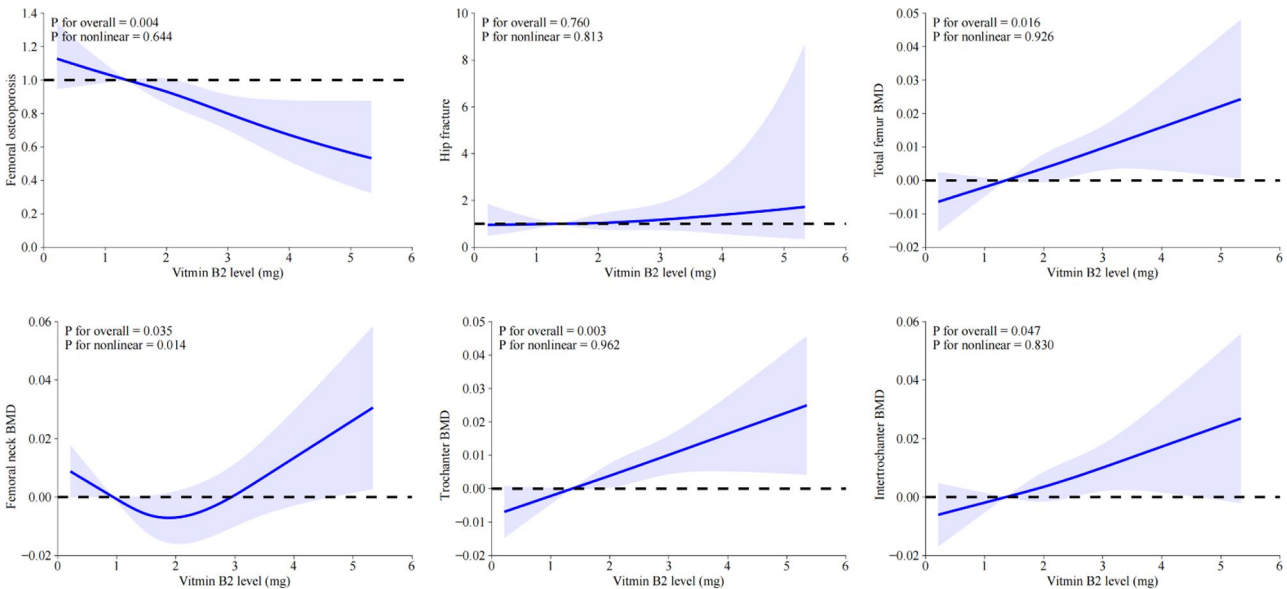 P for overall = 0.004
P for nonlinear = 0.644
Femoral osteoporosis
1.4
1.2
1.0
0.8
0.6
0.4
0.2
0.0
0 1 2 3 4 5 6
Vitmin B2 level (mg)
P for overall = 0.760
P for nonlinear = 0.813
Hip fracture
10
8
6
4
2
0
0 1 2 3 4 5 6
Vitmin B2 level (mg)
P for overall = 0.016
P for nonlinear = 0.926
Total femur BMD
0.05
0.04
0.03
0.02
0.01
0.00
−0.01
−0.02
0 1 2 3 4 5 6
Vitmin B2 level (mg)
P for overall = 0.035
P for nonlinear = 0.014
Femoral neck BMD
0.06
0.04
0.02
0.00
−0.02
0 1 2 3 4 5 6
Vitmin B2 level (mg)
P for overall = 0.003
P for nonlinear = 0.962
Trochanter BMD
0.05
0.04
0.03
0.02
0.01
0.00
−0.01
−0.02
0 1 2 3 4 5 6
Vitmin B2 level (mg)
P for overall = 0.047
P for nonlinear = 0.830
Intertrochanter BMD
0.06
0.04
0.02
0.00
−0.02
0 1 2 3 4 5 6
Vitmin B2 level (mg)